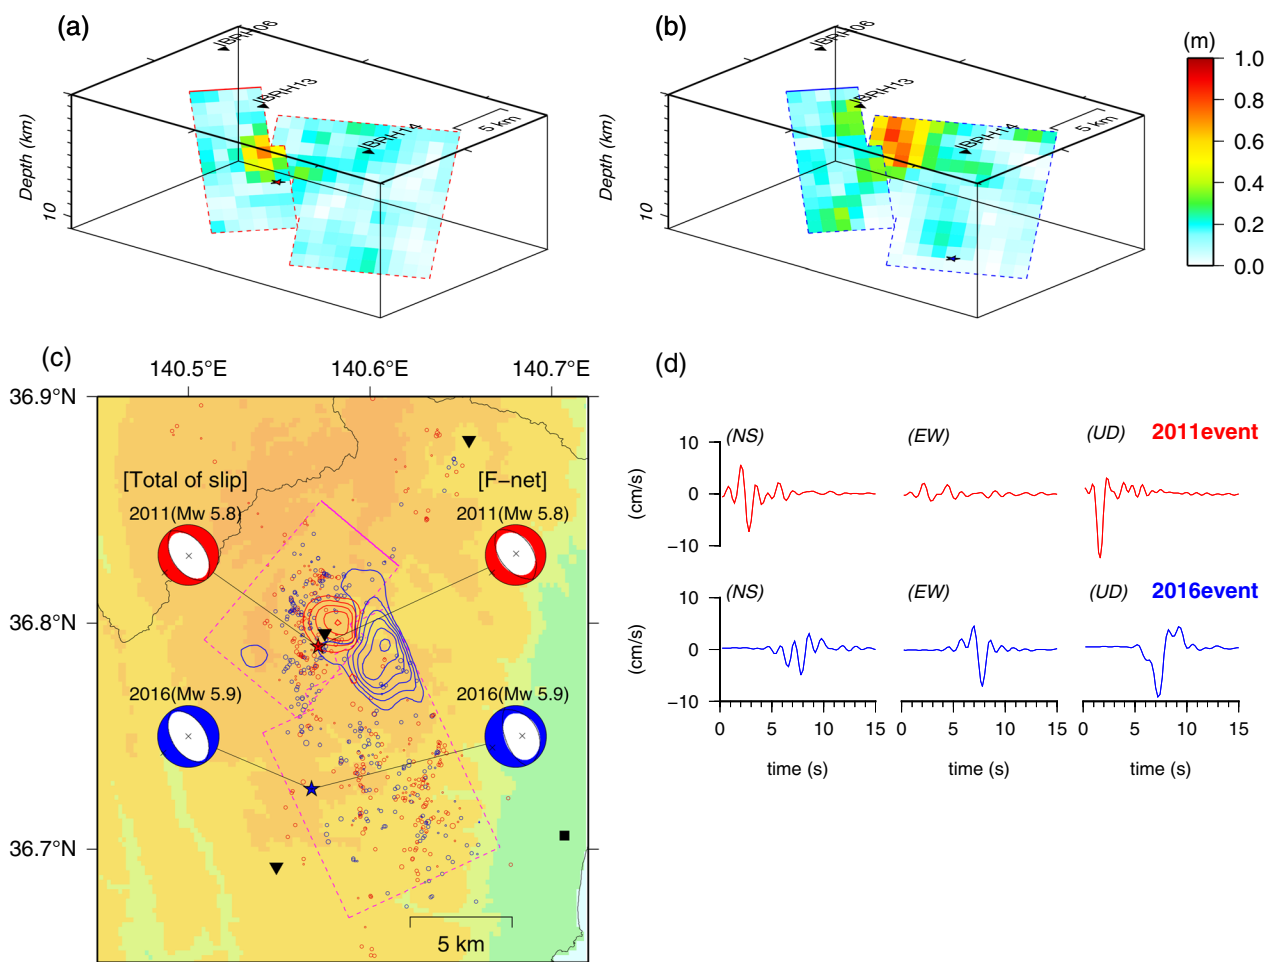 (a)
IBRH06
IBRH13
IBRH14
5 km
Depth (km)
10
(b)
IBRH06
IBRH13
IBRH14
5 km
Depth (km)
10
(m)
1.0
0.8
0.6
0.4
0.2
0.0
(c)
140.5°E 140.6°E 140.7°E
36.9°N
36.8°N
36.7°N
[Total of slip] [F−net]
2011(Mw 5.8) 2011(Mw 5.8)
2016(Mw 5.9) 2016(Mw 5.9)
5 km
(d)
(NS) (EW) (UD) 2011event
10
0
−10
(cm/s)
(NS) (EW) (UD) 2016event
10
0
−10
(cm/s)
0 5 10 15 0 5 10 15 0 5 10 15
time (s) time (s) time (s)